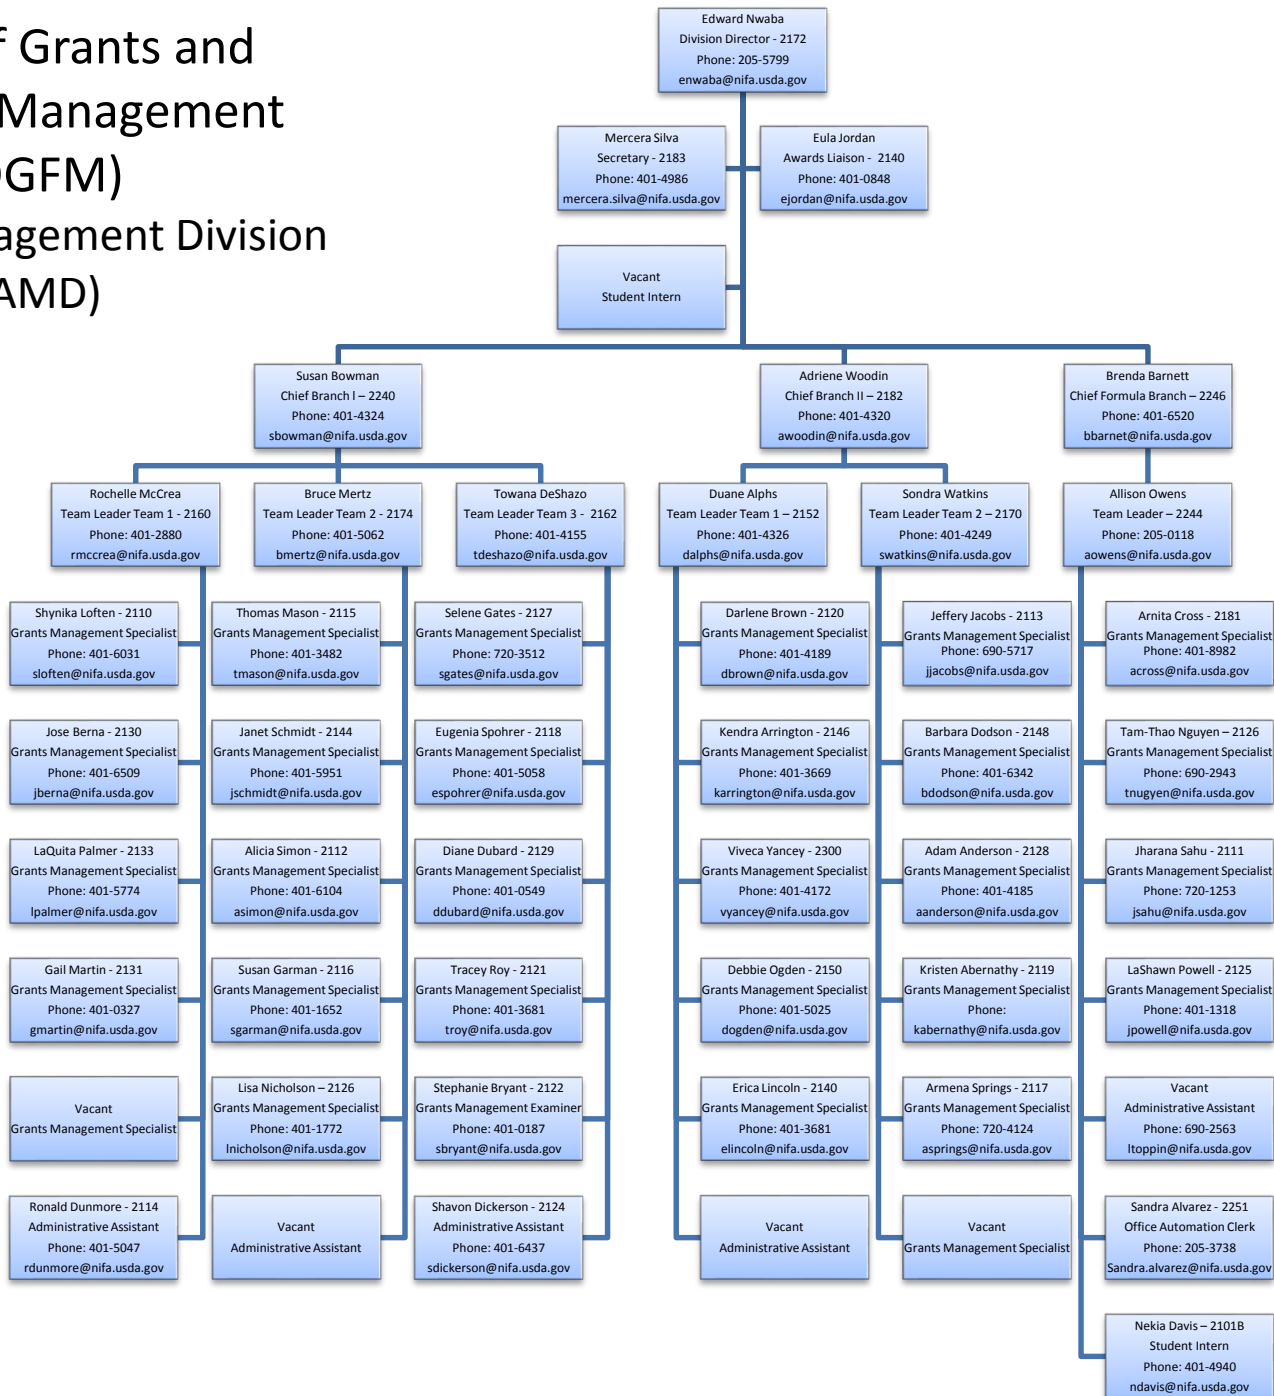 f Grants and
Management
OGFM)
agement Division
AMD)
Edward Nwaba
Division Director - 2172
Phone: 205-5799
enwaba@nifa.usda.gov
Mercera Silva
Secretary - 2183
Phone: 401-4986
mercera.silva@nifa.usda.gov
Eula Jordan
Awards Liaison - 2140
Phone: 401-0848
ejordan@nifa.usda.gov
Vacant
Student Intern
Susan Bowman
Chief Branch I – 2240
Phone: 401-4324
sbowman@nifa.usda.gov
Adriene Woodin
Chief Branch II – 2182
Phone: 401-4320
awoodin@nifa.usda.gov
Brenda Barnett
Chief Formula Branch – 2246
Phone: 401-6520
bbarnet@nifa.usda.gov
Rochelle McCrea
Team Leader Team 1 - 2160
Phone: 401-2880
rmccrea@nifa.usda.gov
Bruce Mertz
Team Leader Team 2 - 2174
Phone: 401-5062
bmertz@nifa.usda.gov
Towana DeShazo
Team Leader Team 3 - 2162
Phone: 401-4155
tdeshazo@nifa.usda.gov
Duane Alphs
Team Leader Team 1 – 2152
Phone: 401-4326
dalphs@nifa.usda.gov
Sondra Watkins
Team Leader Team 2 – 2170
Phone: 401-4249
swatkins@nifa.usda.gov
Allison Owens
Team Leader – 2244
Phone: 205-0118
aowens@nifa.usda.gov
Shynika Loften - 2110
Grants Management Specialist
Phone: 401-6031
sloften@nifa.usda.gov
Thomas Mason - 2115
Grants Management Specialist
Phone: 401-3482
tmason@nifa.usda.gov
Selene Gates - 2127
Grants Management Specialist
Phone: 720-3512
sgates@nifa.usda.gov
Darlene Brown - 2120
Grants Management Specialist
Phone: 401-4189
dbrown@nifa.usda.gov
Jeffery Jacobs - 2113
Grants Management Specialist
Phone: 690-5717
jjacobs@nifa.usda.gov
Arnita Cross - 2181
Grants Management Specialist
Phone: 401-8982
across@nifa.usda.gov
Jose Berna - 2130
Grants Management Specialist
Phone: 401-6509
jberna@nifa.usda.gov
Janet Schmidt - 2144
Grants Management Specialist
Phone: 401-5951
jschmidt@nifa.usda.gov
Eugenia Spohrer - 2118
Grants Management Specialist
Phone: 401-5058
espohrer@nifa.usda.gov
Kendra Arrington - 2146
Grants Management Specialist
Phone: 401-3669
karrington@nifa.usda.gov
Barbara Dodson - 2148
Grants Management Specialist
Phone: 401-6342
bdodson@nifa.usda.gov
Tam-Thao Nguyen – 2126
Grants Management Specialist
Phone: 690-2943
tnugyen@nifa.usda.gov
LaQuita Palmer - 2133
Grants Management Specialist
Phone: 401-5774
lpalmer@nifa.usda.gov
Alicia Simon - 2112
Grants Management Specialist
Phone: 401-6104
asimon@nifa.usda.gov
Diane Dubard - 2129
Grants Management Specialist
Phone: 401-0549
ddubard@nifa.usda.gov
Viveca Yancey - 2300
Grants Management Specialist
Phone: 401-4172
vyancey@nifa.usda.gov
Adam Anderson - 2128
Grants Management Specialist
Phone: 401-4185
aanderson@nifa.usda.gov
Jharana Sahu - 2111
Grants Management Specialist
Phone: 720-1253
jsahu@nifa.usda.gov
Gail Martin - 2131
Grants Management Specialist
Phone: 401-0327
gmartin@nifa.usda.gov
Susan Garman - 2116
Grants Management Specialist
Phone: 401-1652
sgarman@nifa.usda.gov
Tracey Roy - 2121
Grants Management Specialist
Phone: 401-3681
troy@nifa.usda.gov
Debbie Ogden - 2150
Grants Management Specialist
Phone: 401-5025
dogden@nifa.usda.gov
Kristen Abernathy - 2119
Grants Management Specialist
Phone:
kabernathy@nifa.usda.gov
LaShawn Powell - 2125
Grants Management Specialist
Phone: 401-1318
jpowell@nifa.usda.gov
Vacant
Grants Management Specialist
Lisa Nicholson – 2126
Grants Management Specialist
Phone: 401-1772
lnicholson@nifa.usda.gov
Stephanie Bryant - 2122
Grants Management Examiner
Phone: 401-0187
sbryant@nifa.usda.gov
Erica Lincoln - 2140
Grants Management Specialist
Phone: 401-3681
elincoln@nifa.usda.gov
Armena Springs - 2117
Grants Management Specialist
Phone: 720-4124
asprings@nifa.usda.gov
Vacant
Administrative Assistant
Phone: 690-2563
ltoppin@nifa.usda.gov
Ronald Dunmore - 2114
Administrative Assistant
Phone: 401-5047
rdunmore@nifa.usda.gov
Vacant
Administrative Assistant
Shavon Dickerson - 2124
Administrative Assistant
Phone: 401-6437
sdickerson@nifa.usda.gov
Vacant
Administrative Assistant
Vacant
Grants Management Specialist
Sandra Alvarez - 2251
Office Automation Clerk
Phone: 205-3738
Sandra.alvarez@nifa.usda.gov
Nekia Davis – 2101B
Student Intern
Phone: 401-4940
ndavis@nifa.usda.gov